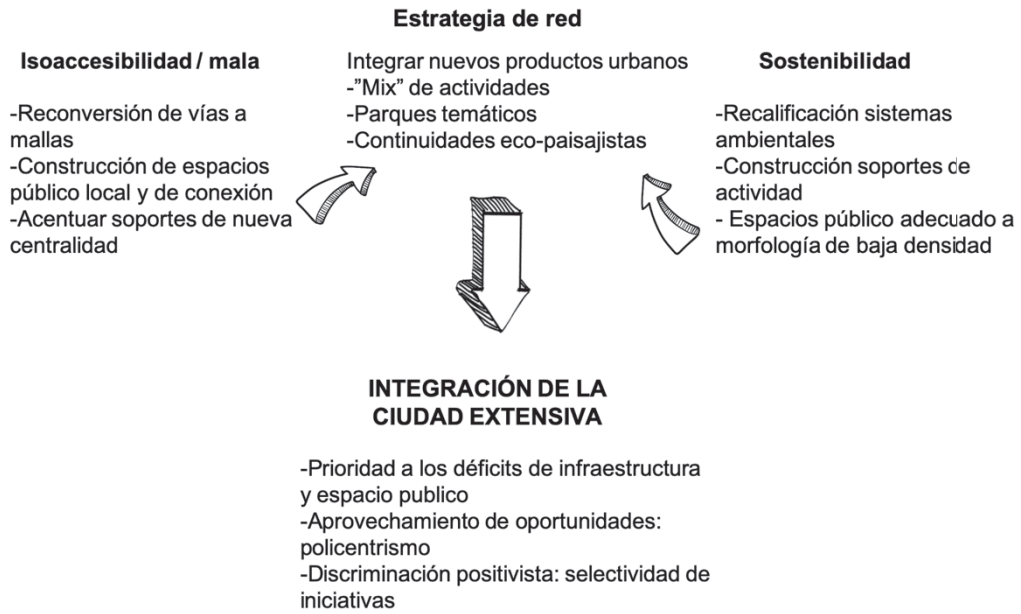 Estrategia de red
Isoaccesibilidad / mala
-Reconversión de vías a
mallas
-Construcción de espacios
público local y de conexión
-Acentuar soportes de nueva
centralidad
Integrar nuevos productos urbanos
-”Mix” de actividades
-Parques temáticos
-Continuidades eco-paisajistas
Sostenibilidad
-Recalificación sistemas
ambientales
-Construcción soportes de
actividad
- Espacios público adecuado a
morfología de baja densidad
INTEGRACIÓN DE LA
CIUDAD EXTENSIVA
-Prioridad a los déficits de infraestructura
y espacio publico
-Aprovechamiento de oportunidades:
policentrismo
-Discriminación positivista: selectividad de
iniciativas